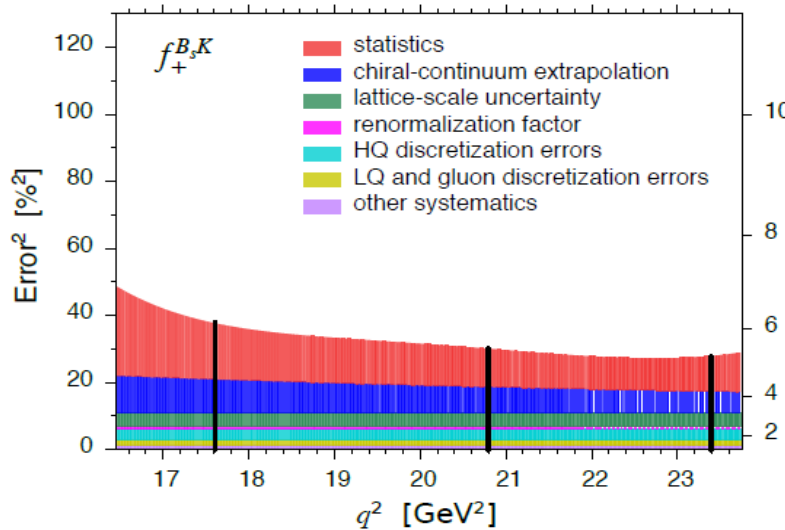 120
100
80
60
40
20
0
Error² [%²]
f₊^{BₛK}
statistics
chiral-continuum extrapolation
lattice-scale uncertainty
renormalization factor
HQ discretization errors
LQ and gluon discretization errors
other systematics
10
8
6
4
2
17 18 19 20 21 22 23
q² [GeV²]